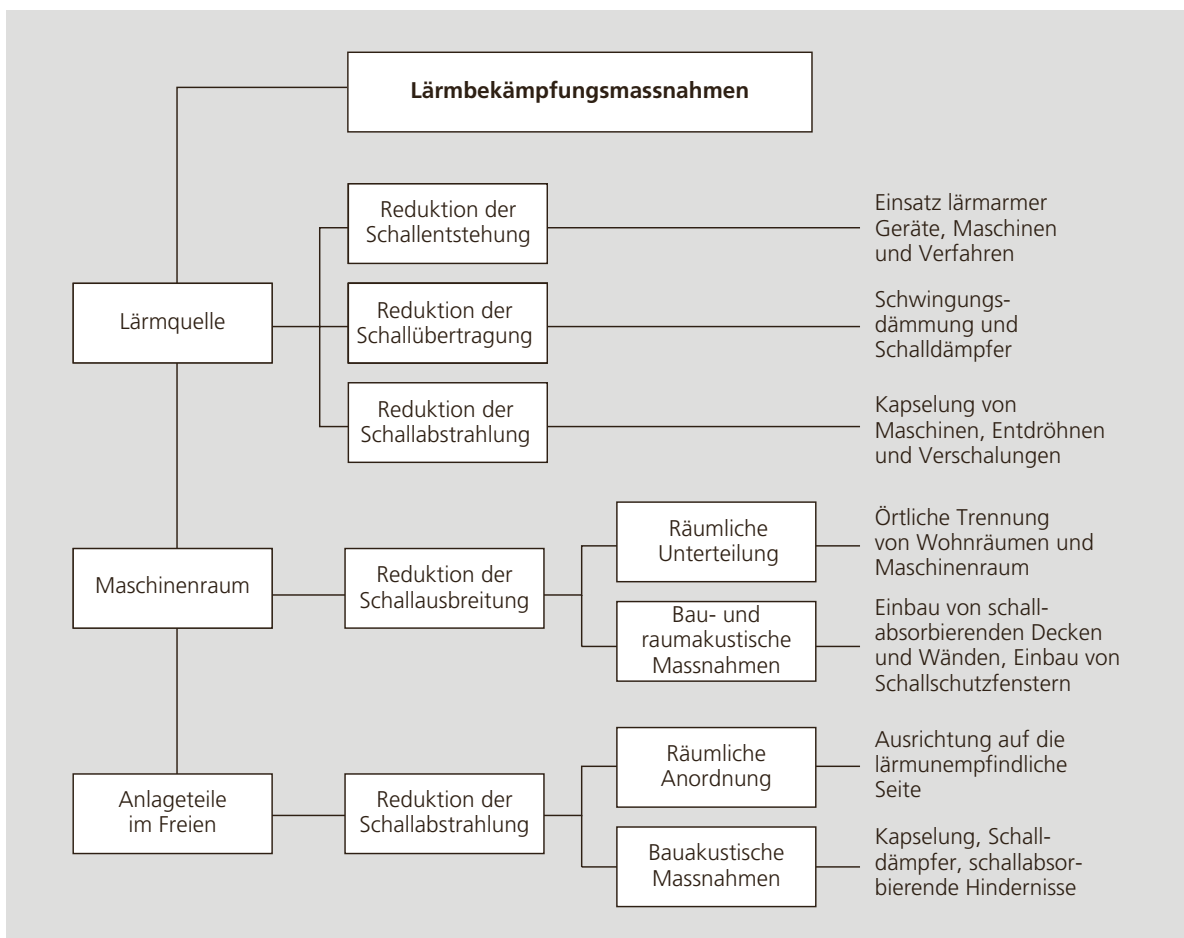 Lärmbekämpfungsmassnahmen
Reduktion der
Schallentstehung
Einsatz lärmarmer
Geräte, Maschinen
und Verfahren
Lärmquelle
Reduktion der
Schallübertragung
Schwingungs-
dämmung und
Schalldämpfer
Reduktion der
Schallabstrahlung
Kapselung von
Maschinen, Entdröhnen
und Verschalungen
Maschinenraum
Reduktion der
Schallausbreitung
Räumliche
Unterteilung
Örtliche Trennung
von Wohnräumen und
Maschinenraum
Bau- und
raumakustische
Massnahmen
Einbau von schall-
absorbierenden Decken
und Wänden, Einbau von
Schallschutzfenstern
Anlageteile
im Freien
Reduktion der
Schallabstrahlung
Räumliche
Anordnung
Ausrichtung auf die
lärmunempfindliche
Seite
Bauakustische
Massnahmen
Kapselung, Schall-
dämpfer, schallabsor-
bierende Hindernisse